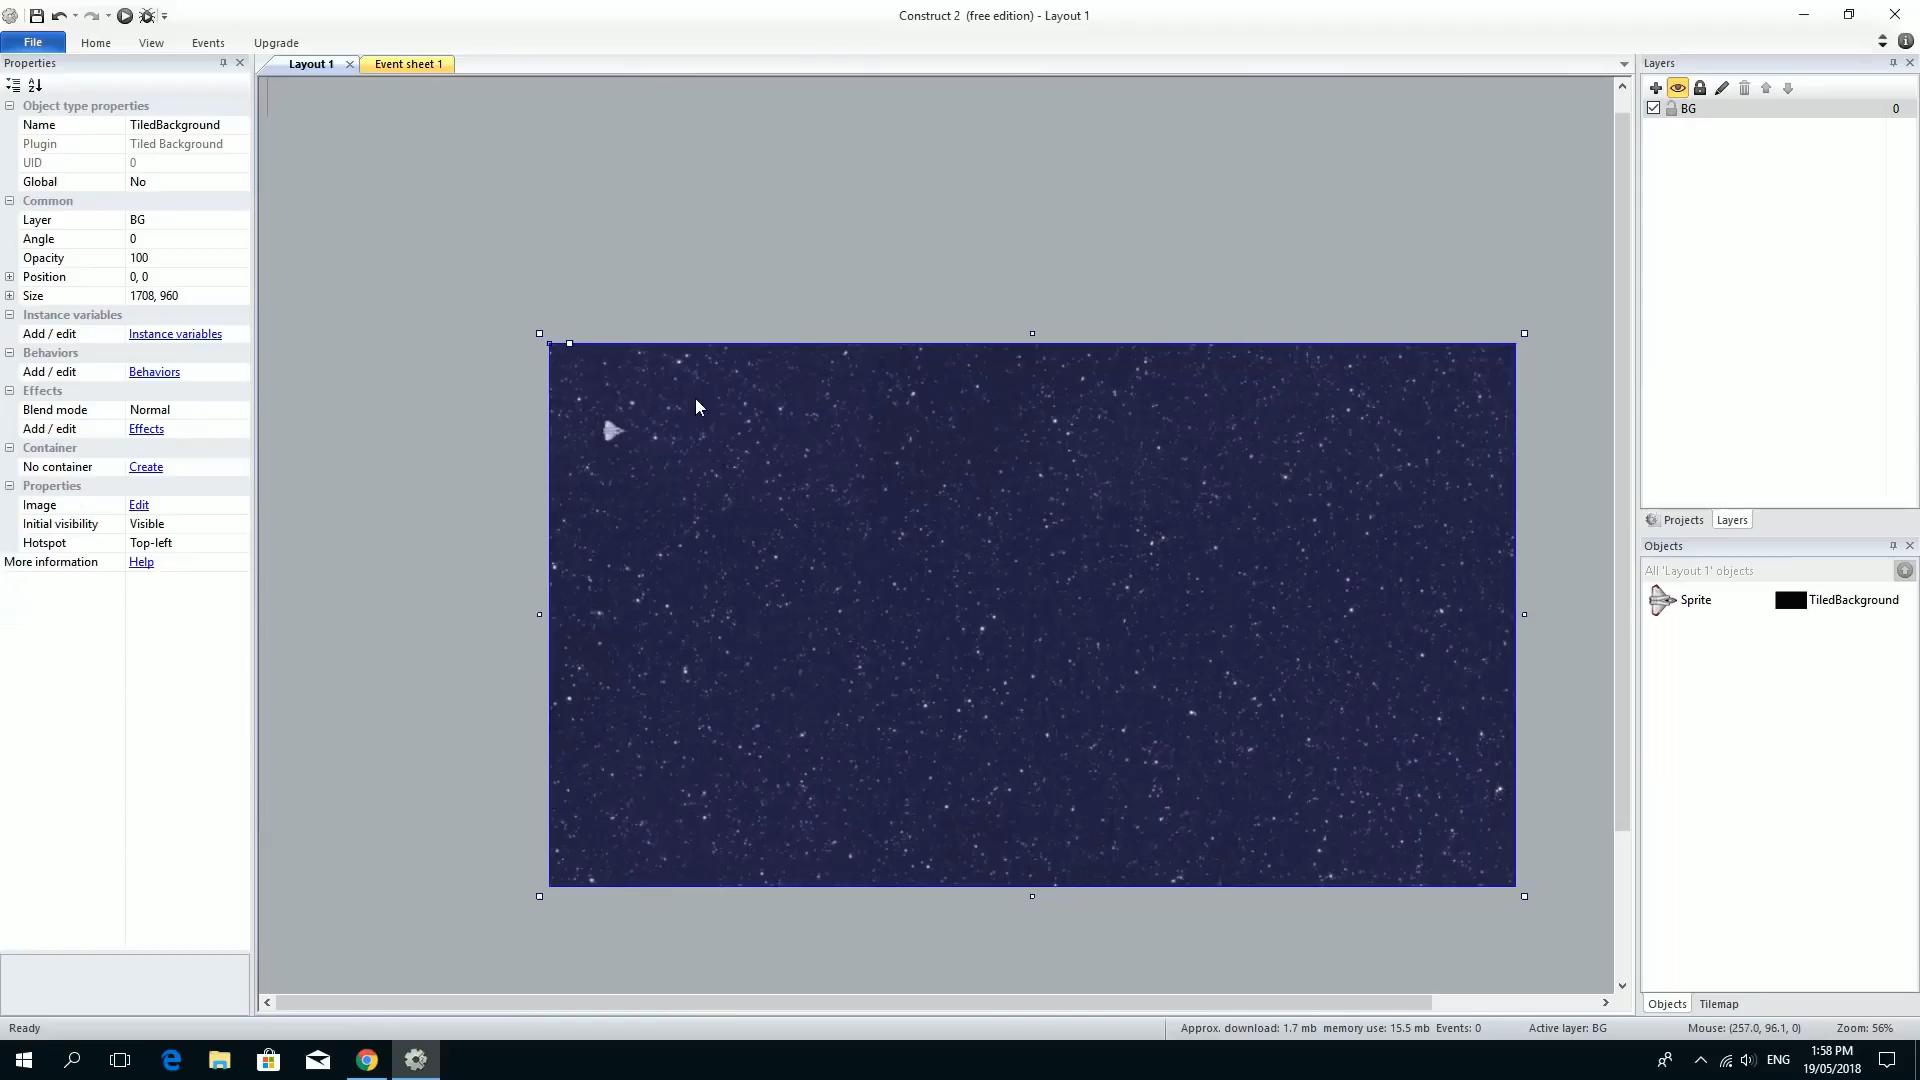 Construct 2  (free edition) - Layout 1
File
Home
View
Events
Upgrade
Properties
Layout 1
Event sheet 1
Object type properties
Name TiledBackground
Plugin Tiled Background
UID 0
Global No
Common
Layer BG
Angle 0
Opacity 100
Position 0, 0
Size 1708, 960
Instance variables
Add / edit Instance variables
Behaviors
Add / edit Behaviors
Effects
Blend mode Normal
Add / edit Effects
Container
No container Create
Properties
Image Edit
Initial visibility Visible
Hotspot Top-left
More information Help
Layers
BG 0
Projects
Layers
Objects
All 'Layout 1' objects
Sprite
TiledBackground
Objects
Tilemap
Ready
Approx. download: 1.7 mb  memory use: 15.5 mb  Events: 0
Active layer: BG
Mouse: (257.0, 96.1, 0)
Zoom: 56%
ENG
1:58 PM
19/05/2018